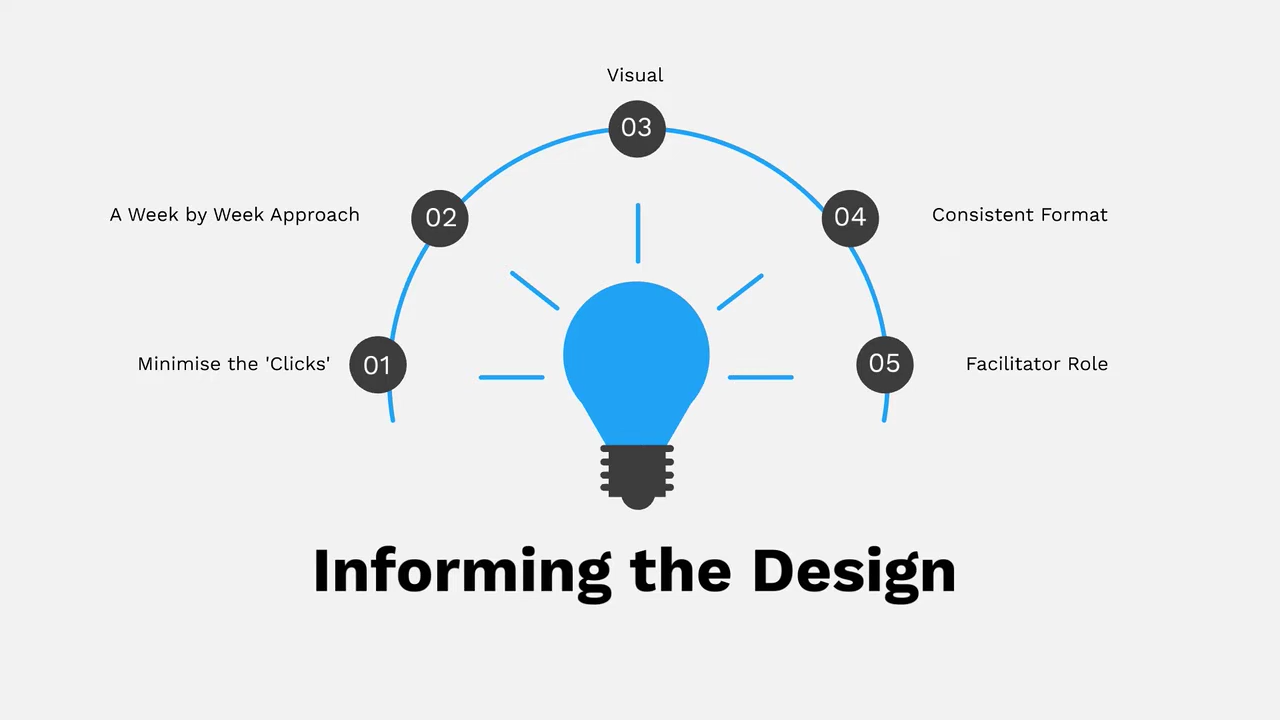 Visual
03
A Week by Week Approach
02
04
Consistent Format
Minimise the 'Clicks'
01
05
Facilitator Role
Informing the Design